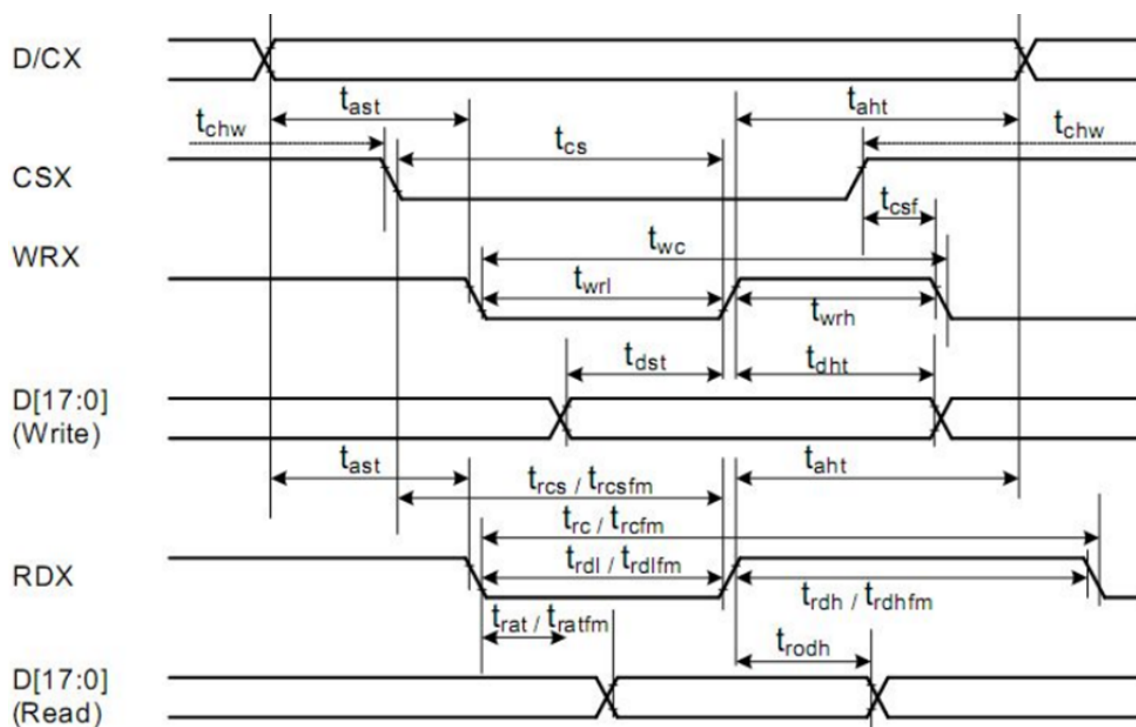 D/CX
t_ast t_aht
t_chw t_chw
t_cs
CSX
t_csf
WRX
t_wc
t_wrl
t_wrh
t_dst t_dht
D[17:0]
(Write)
t_ast t_aht
t_rcs / t_rcsfm
t_rc / t_rcfm
RDX
t_rdl / t_rdlfm
t_rdh / t_rdhfm
t_rat / t_ratfm
t_rodh
D[17:0]
(Read)